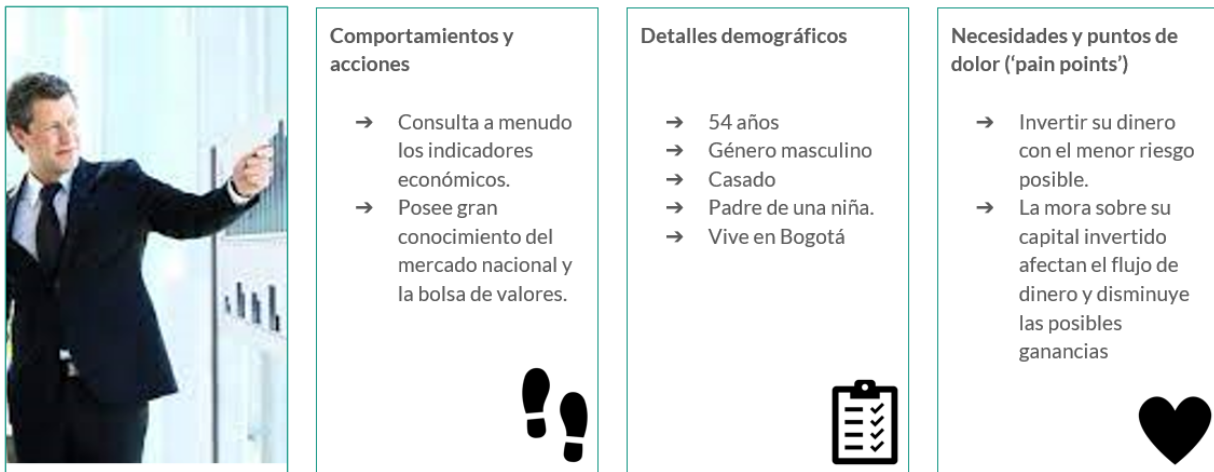 Comportamientos y
acciones
➔ Consulta a menudo
los indicadores
económicos.
➔ Posee gran
conocimiento del
mercado nacional y
la bolsa de valores.
Detalles demográficos
➔ 54 años
➔ Género masculino
➔ Casado
➔ Padre de una niña.
➔ Vive en Bogotá
Necesidades y puntos de
dolor (‘pain points’)
➔ Invertir su dinero
con el menor riesgo
posible.
➔ La mora sobre su
capital invertido
afectan el flujo de
dinero y disminuye
las posibles
ganancias